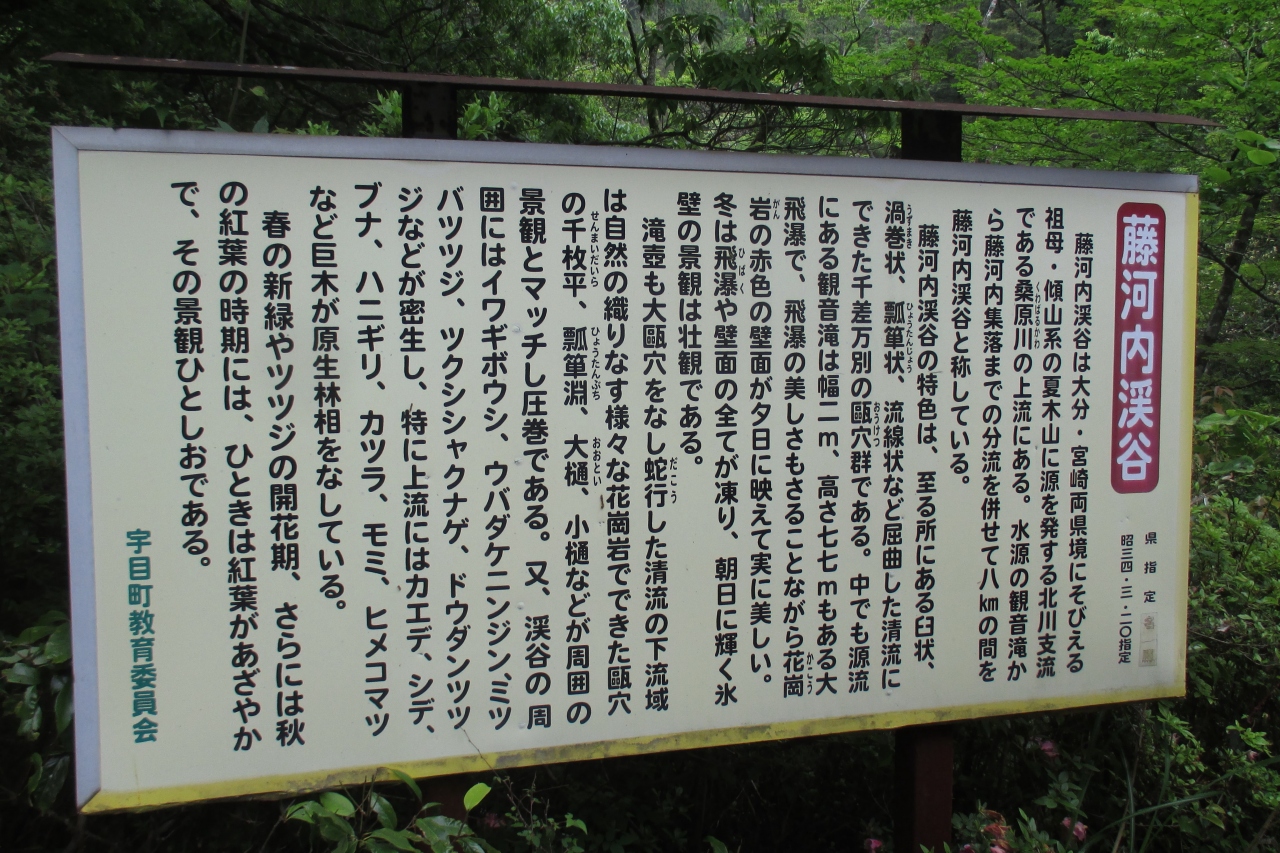 藤河内渓谷
県指定名
昭三四・三・二〇指定
藤河内渓谷は大分・宮崎両県境にそびえる
祖母・傾山系の夏木山に源を発する北川支流
である桑原川の上流にある。水源の観音滝か
ら藤河内集落までの分流を併せて八kmの間を
藤河内渓谷と称している。
藤河内渓谷の特色は、至る所にある臼状、
渦巻状、瓢箪状、流線状など屈曲した清流に
できた千差万別の甌穴群である。中でも源流
にある観音滝は幅二m、高さ七七mもある大
飛瀑で、飛瀑の美しさもさることながら花崗
岩の赤色の壁面が夕日に映えて実に美しい。
冬は飛瀑や壁面の全てが凍り、朝日に輝く氷
壁の景観は壮観である。
滝壺も大甌穴をなし蛇行した清流の下流域
は自然の織りなす様々な花崗岩でできた甌穴
の千枚平、瓢箪淵、大樋、小樋などが周囲の
景観とマッチし圧巻である。又、渓谷の周
囲にはイワギボウシ、ウバダケニンジン、ミツ
バツツジ、ツクシシャクナゲ、ドウダンツツ
ジなどが密生し、特に上流にはカエデ、シデ、
ブナ、ハニギリ、カツラ、モミ、ヒメコマツ
など巨木が原生林相をなしている。
春の新緑やツツジの開花期、さらには秋
の紅葉の時期には、ひときは紅葉があざやか
で、その景観ひとしおである。
宇目町教育委員会